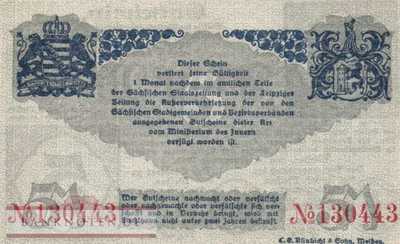 Dieser Schein
verliert seine Gültigkeit
1 Monat nachdem im amtlichen Teile
der Sächsischen Staatszeitung und der Leipziger
Zeitung die Außerverkehrsetzung der von den
Sächsischen Stadtgemeinden und Bezirksverbänden
ausgegebenen Gutscheine dieser Art
vom Ministerium des Innern
verfügt worden ist.
Wer Gutscheine nachmacht oder verfälscht
oder nachgemachte oder verfälschte sich ver-
schafft und in Verkehr bringt, wird mit
Zuchthaus nicht unter zwei Jahren bestraft.
№130443
№130443
C. E. Klinkicht & Sohn, Meißen.